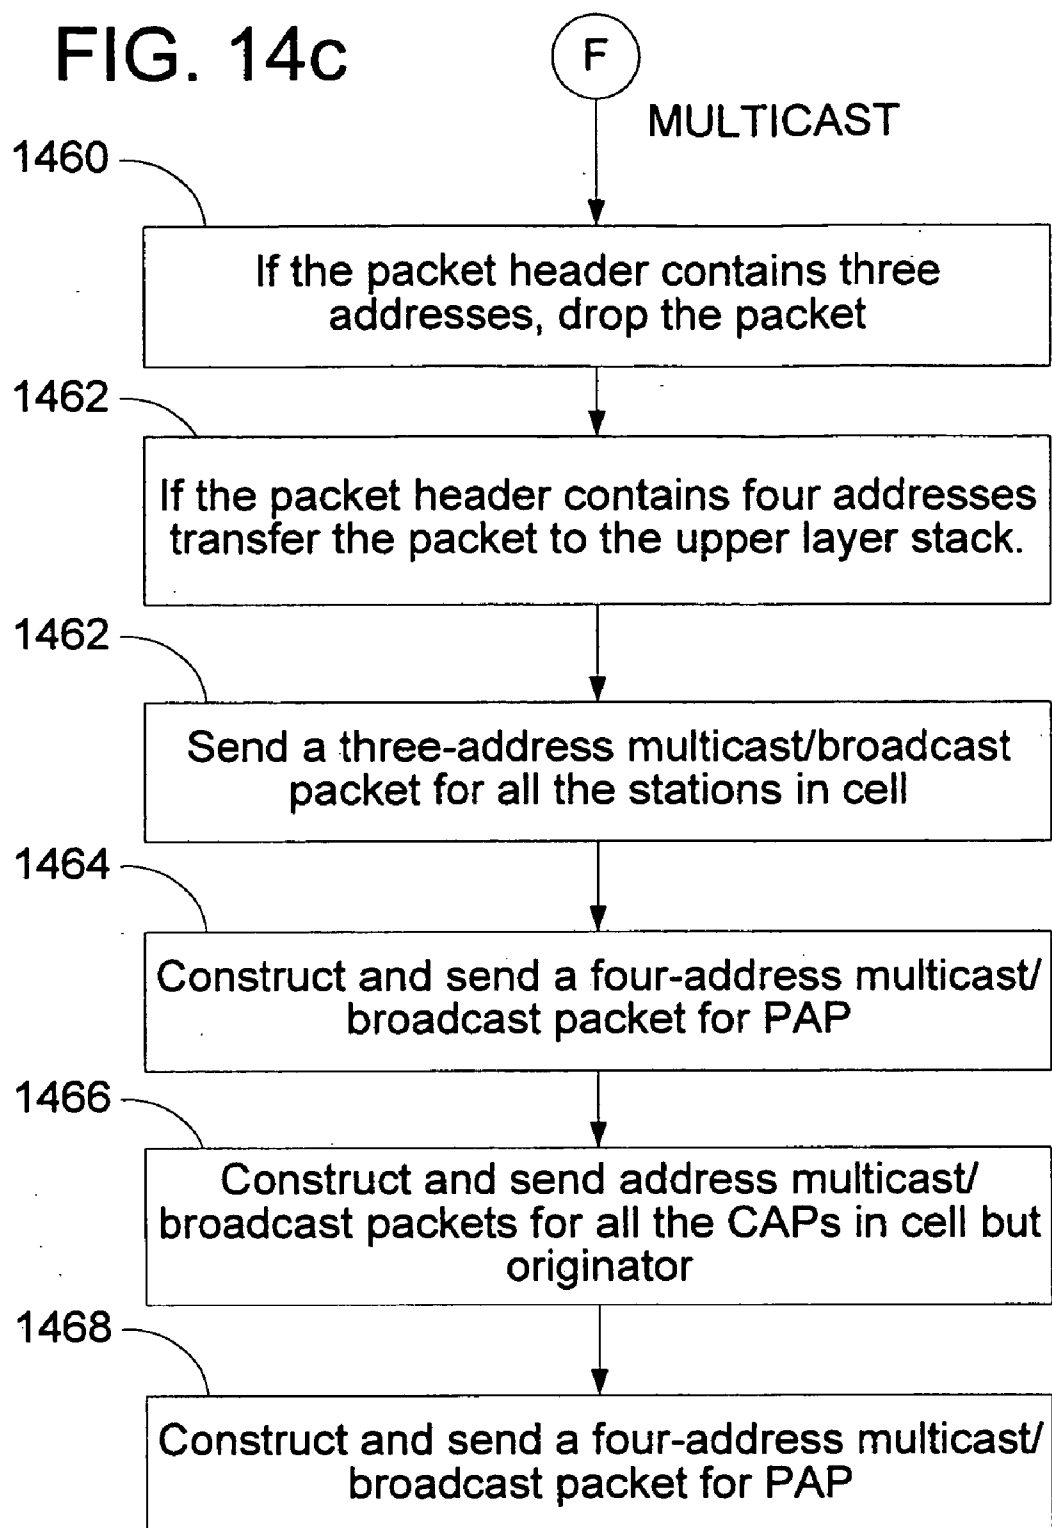 FIG. 14c
F
MULTICAST
1460
If the packet header contains three
addresses, drop the packet
1462
If the packet header contains four addresses
transfer the packet to the upper layer stack.
1462
Send a three-address multicast/broadcast
packet for all the stations in cell
1464
Construct and send a four-address multicast/
broadcast packet for PAP
1466
Construct and send address multicast/
broadcast packets for all the CAPs in cell but
originator
1468
Construct and send a four-address multicast/
broadcast packet for PAP